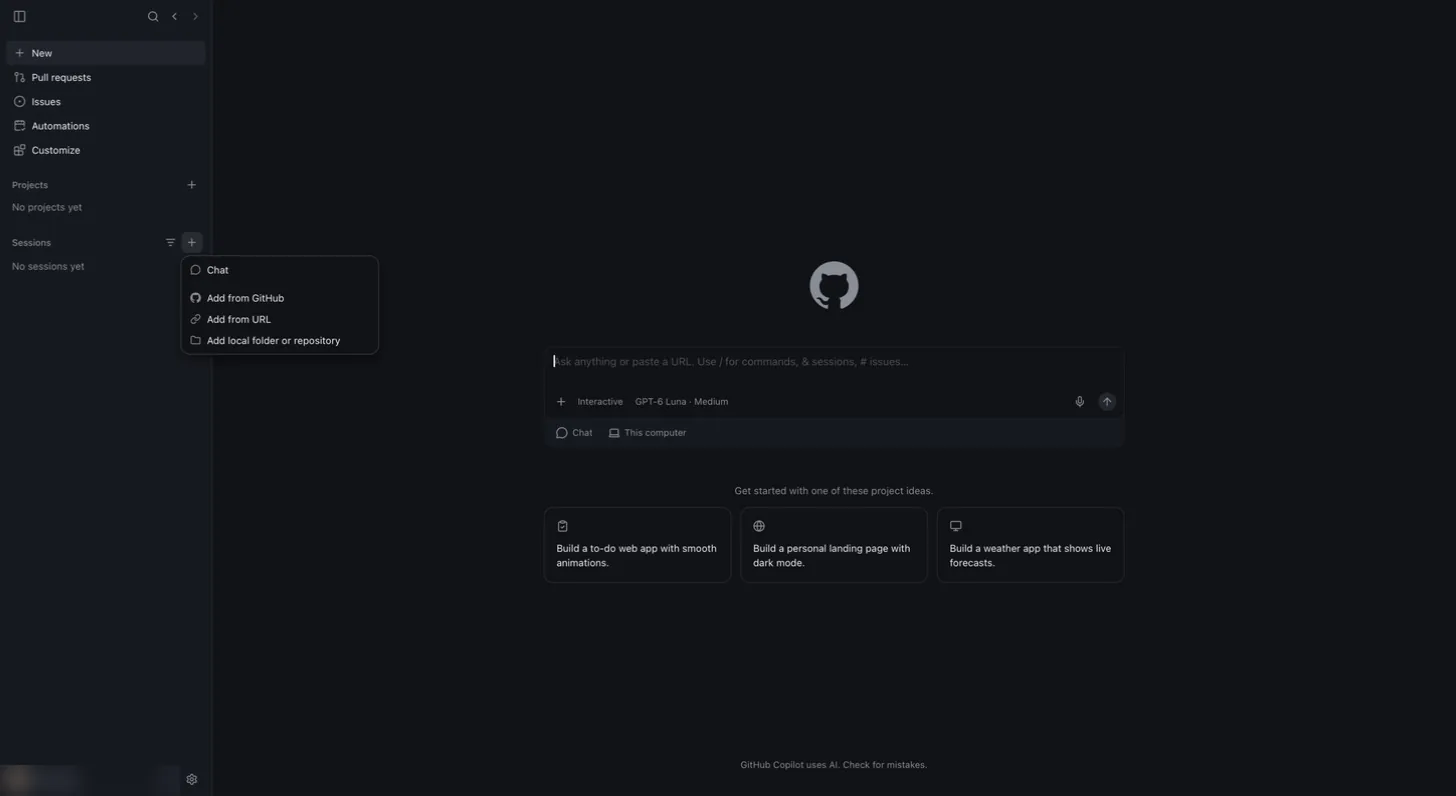 New
Pull requests
Issues
Automations
Customize
Projects
No projects yet
Sessions
No sessions yet
Chat
Add from GitHub
Add from URL
Add local folder or repository
Ask anything or paste a URL. Use / for commands, & sessions, # issues...
Interactive GPT-6 Luna · Medium
Chat This computer
Get started with one of these project ideas.
Build a to-do web app with smooth
animations.
Build a personal landing page with
dark mode.
Build a weather app that shows live
forecasts.
GitHub Copilot uses AI. Check for mistakes.